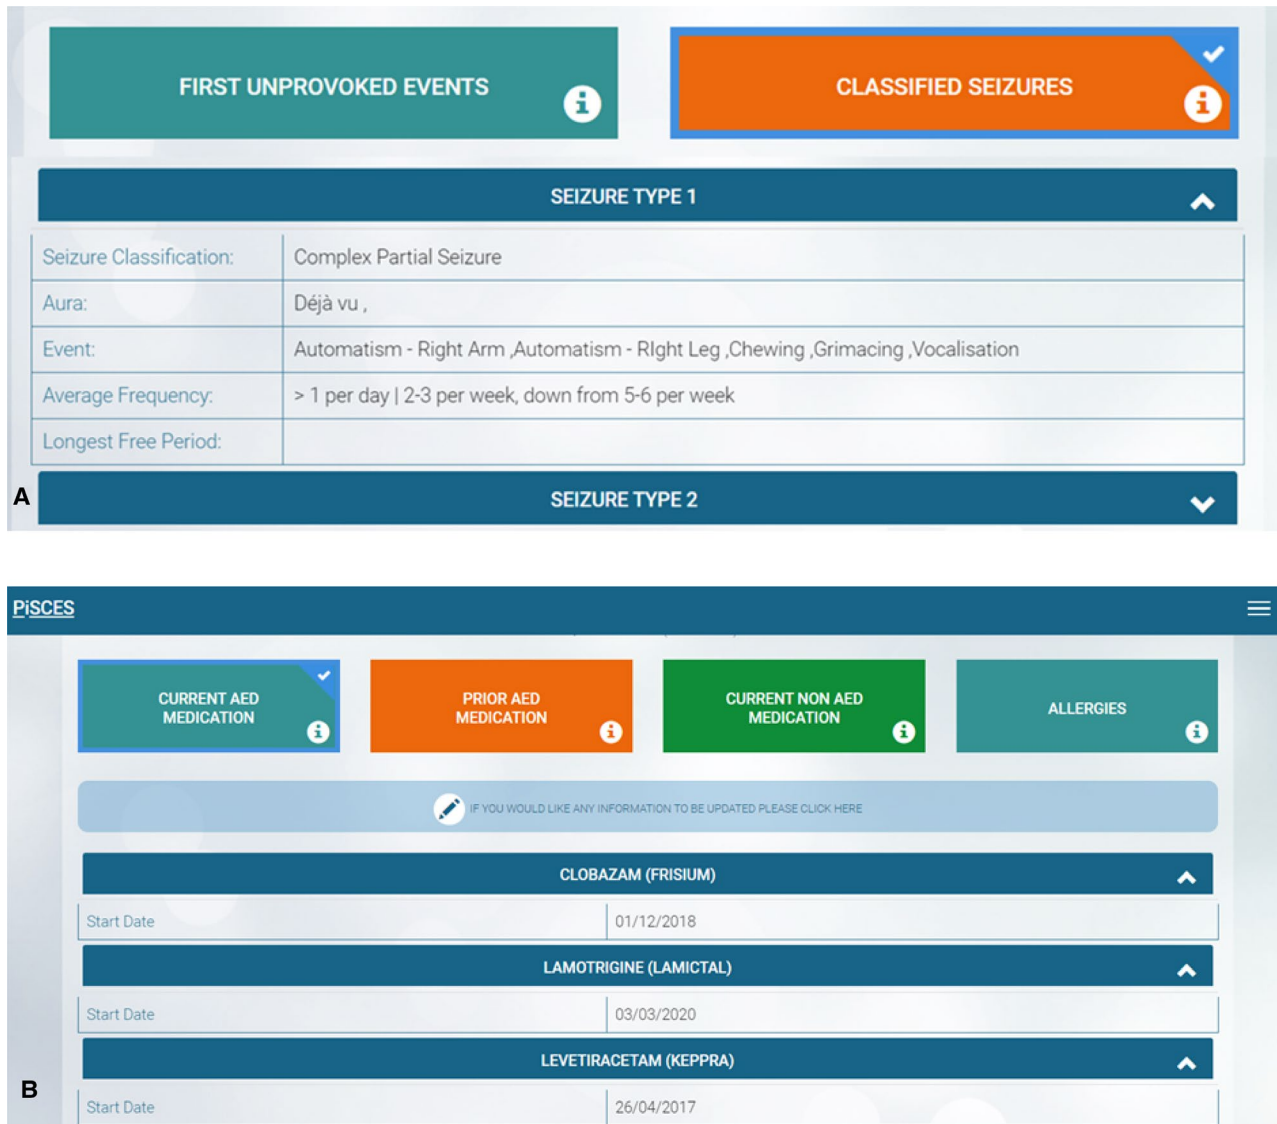 FIRST UNPROVOKED EVENTS
CLASSIFIED SEIZURES
SEIZURE TYPE 1
Seizure Classification: Complex Partial Seizure
Aura: Déjà vu ,
Event: Automatism - Right Arm ,Automatism - RIght Leg ,Chewing ,Grimacing ,Vocalisation
Average Frequency: > 1 per day | 2-3 per week, down from 5-6 per week
Longest Free Period:
A
SEIZURE TYPE 2
PiSCES
CURRENT AED
MEDICATION
PRIOR AED
MEDICATION
CURRENT NON AED
MEDICATION
ALLERGIES
IF YOU WOULD LIKE ANY INFORMATION TO BE UPDATED PLEASE CLICK HERE
CLOBAZAM (FRISIUM)
Start Date 01/12/2018
LAMOTRIGINE (LAMICTAL)
Start Date 03/03/2020
LEVETIRACETAM (KEPPRA)
B
Start Date 26/04/2017